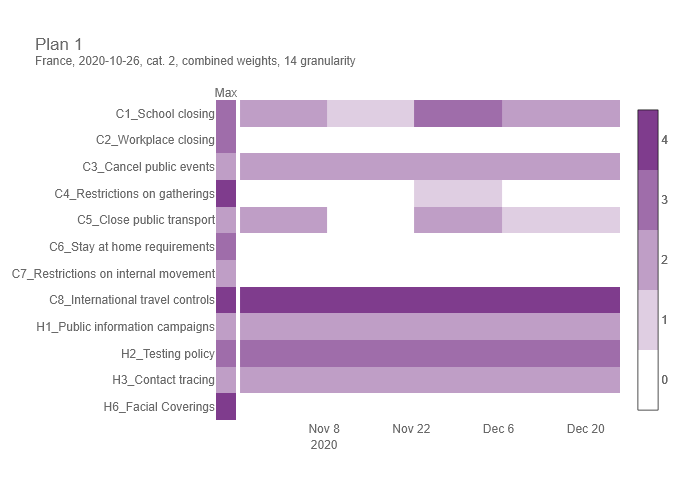 Plan 1
France, 2020-10-26, cat. 2, combined weights, 14 granularity
Max
C1_School closing
C2_Workplace closing
C3_Cancel public events
C4_Restrictions on gatherings
C5_Close public transport
C6_Stay at home requirements
C7_Restrictions on internal movement
C8_International travel controls
H1_Public information campaigns
H2_Testing policy
H3_Contact tracing
H6_Facial Coverings
Nov 8 Nov 22 Dec 6 Dec 20
2020
4
3
2
1
0